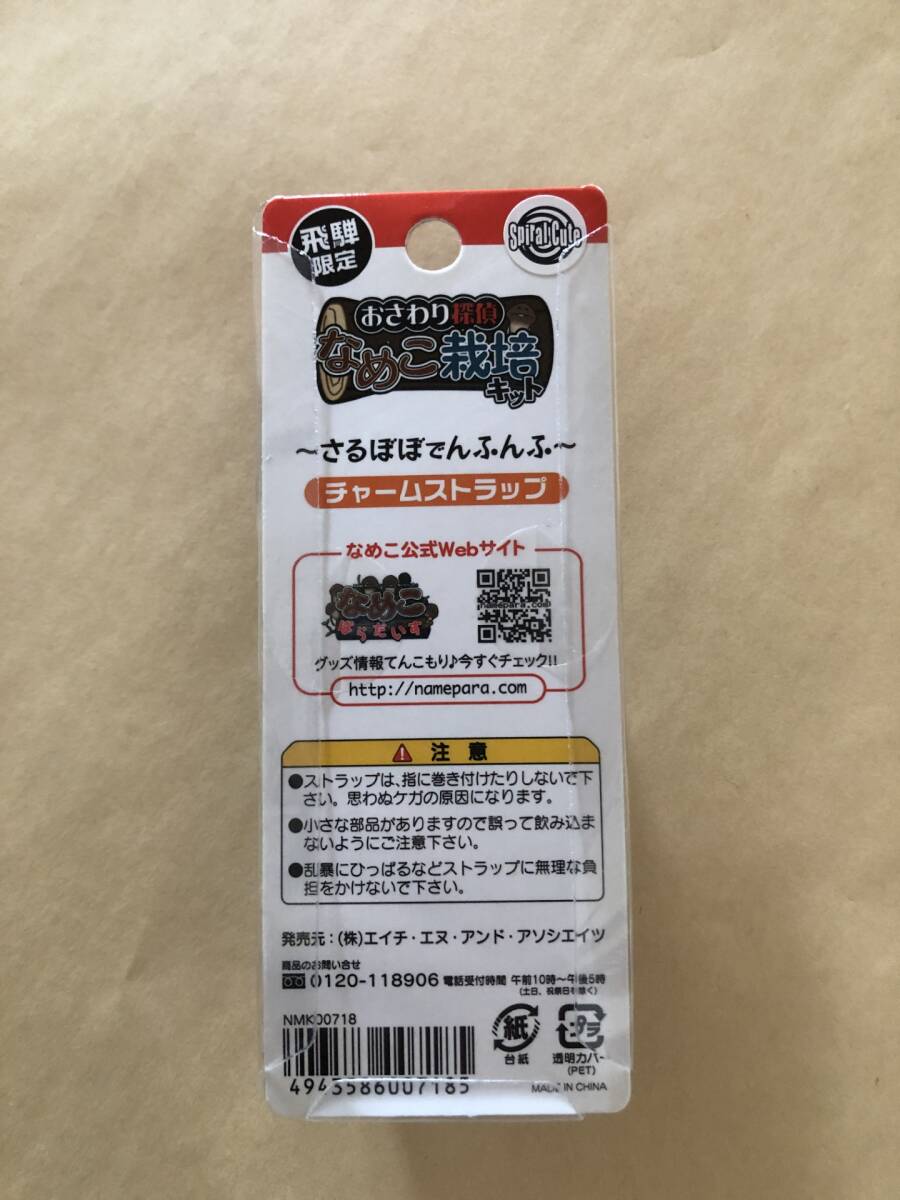 飛騨
限定
Spiral Cute
おさわり探偵
なめこ栽培
キット
～さるぼぼでんふんふ～
チャームストラップ
なめこ公式Webサイト
なめこ
ぱらだいす
namepara.com
グッズ情報てんこもり♪今すぐチェック!!
http://namepara.com
注意
●ストラップは、指に巻き付けたりしないで下
さい。思わぬケガの原因になります。
●小さな部品がありますので誤って飲み込ま
ないようにご注意下さい。
●乱暴にひっぱるなどストラップに無理な負
担をかけないで下さい。
発売元：(株)エイチ・エヌ・アンド・アソシエイツ
商品のお問い合せ
0120-118906 電話受付時間 午前10時～午後5時
(土日、祝祭日を除く)
NMK00718
4943586007185
紙
台紙
プラ
透明カバー
(PET)
MADE IN CHINA